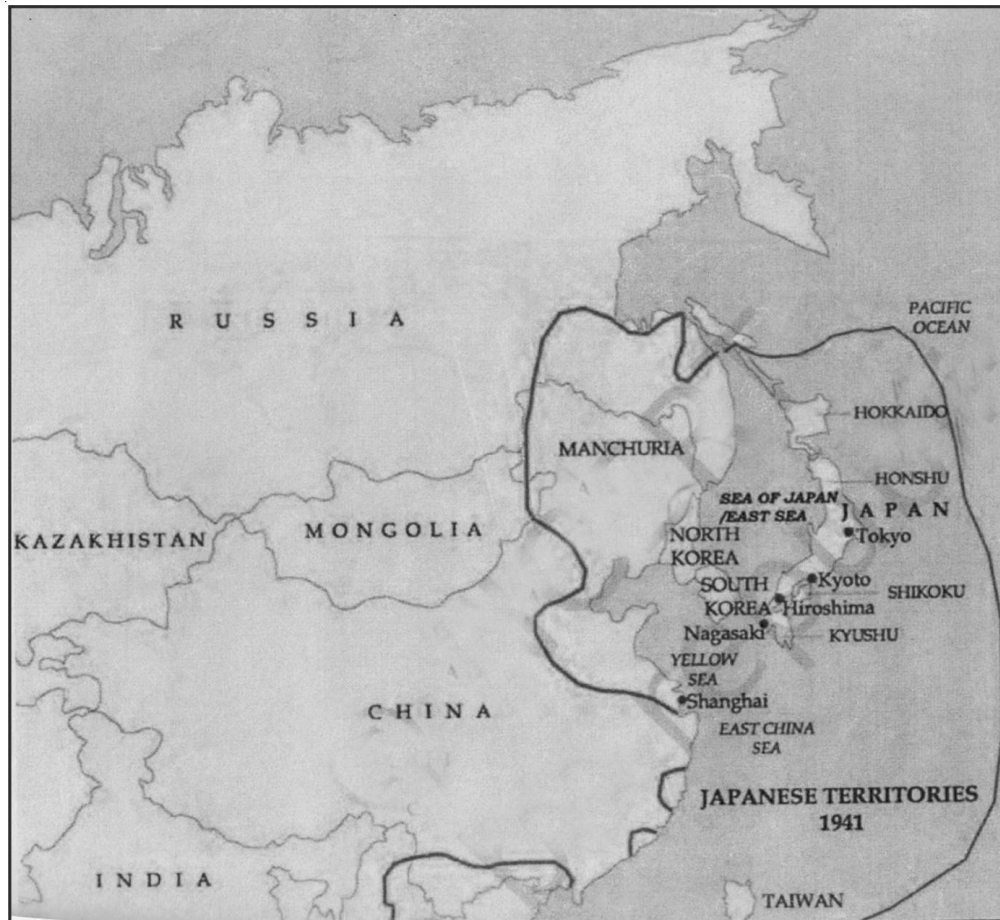 R U S S I A
PACIFIC
OCEAN
HOKKAIDO
MANCHURIA
HONSHU
SEA OF JAPAN
/EAST SEA
J A P A N
KAZAKHISTAN
MONGOLIA
NORTH
KOREA
Tokyo
SOUTH
KOREA
Kyoto
SHIKOKU
Hiroshima
Nagasaki
KYUSHU
YELLOW
SEA
Shanghai
C H I N A
EAST CHINA
SEA
JAPANESE TERRITORIES
1941
I N D I A
TAIWAN